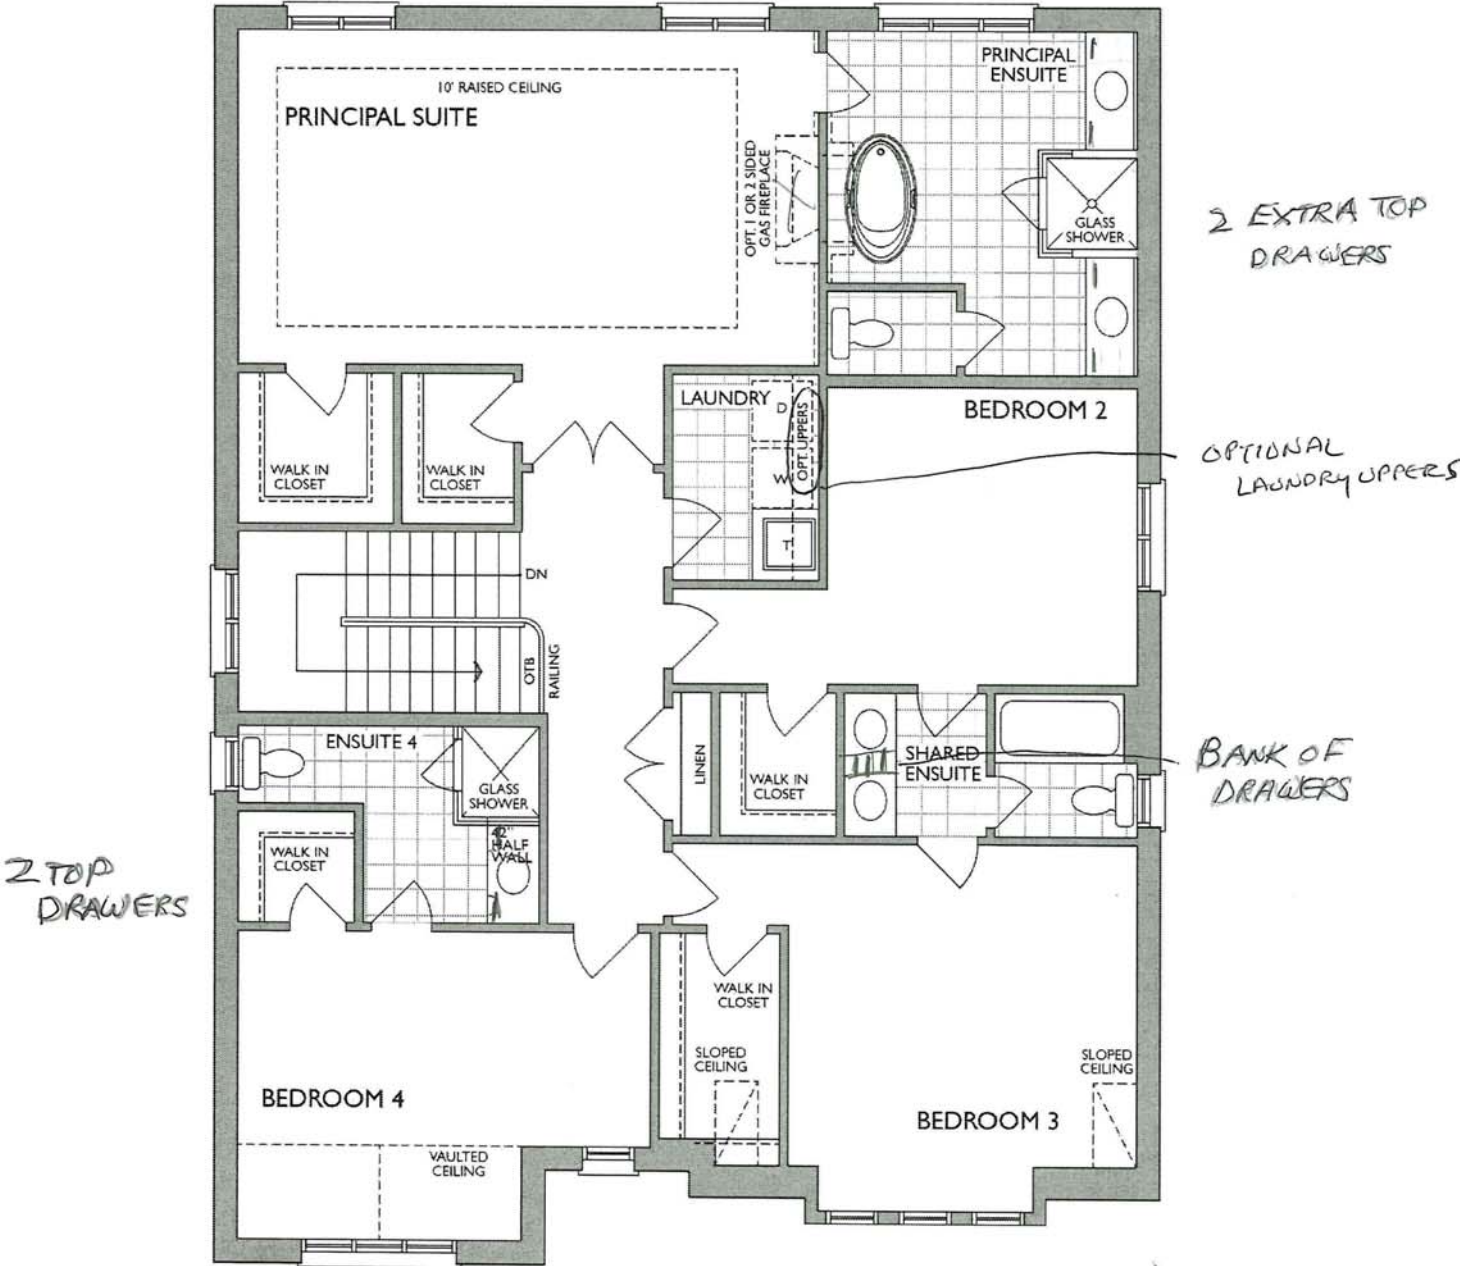 PRINCIPAL
ENSUITE
10' RAISED CEILING
PRINCIPAL SUITE
OPT. 1 OR 2 SIDED
GAS FIREPLACE
GLASS
SHOWER
2 EXTRA TOP
DRAWERS
LAUNDRY
D
OPT. UPPERS
W
T
BEDROOM 2
OPTIONAL
LAUNDRY UPPERS
WALK IN
CLOSET
WALK IN
CLOSET
DN
OTB
RAILING
ENSUITE 4
GLASS
SHOWER
LINEN
WALK IN
CLOSET
SHARED
ENSUITE
BANK OF
DRAWERS
42"
HALF
WALL
WALK IN
CLOSET
2 TOP
DRAWERS
WALK IN
CLOSET
SLOPED
CEILING
SLOPED
CEILING
BEDROOM 4
BEDROOM 3
VAULTED
CEILING